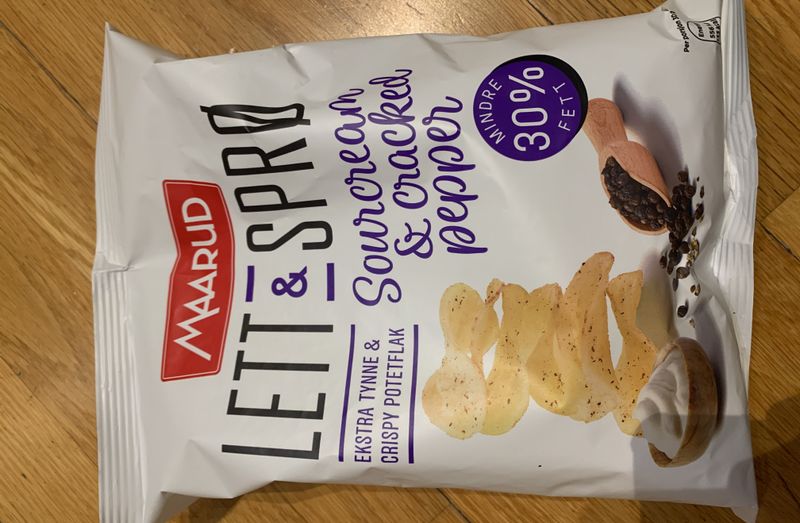 MAARUD
LETT
& SPRØ
Sourcream
& cracked
pepper
EKSTRA TYNNE &
CRISPY POTETFLAK
MINDRE
30%
FETT